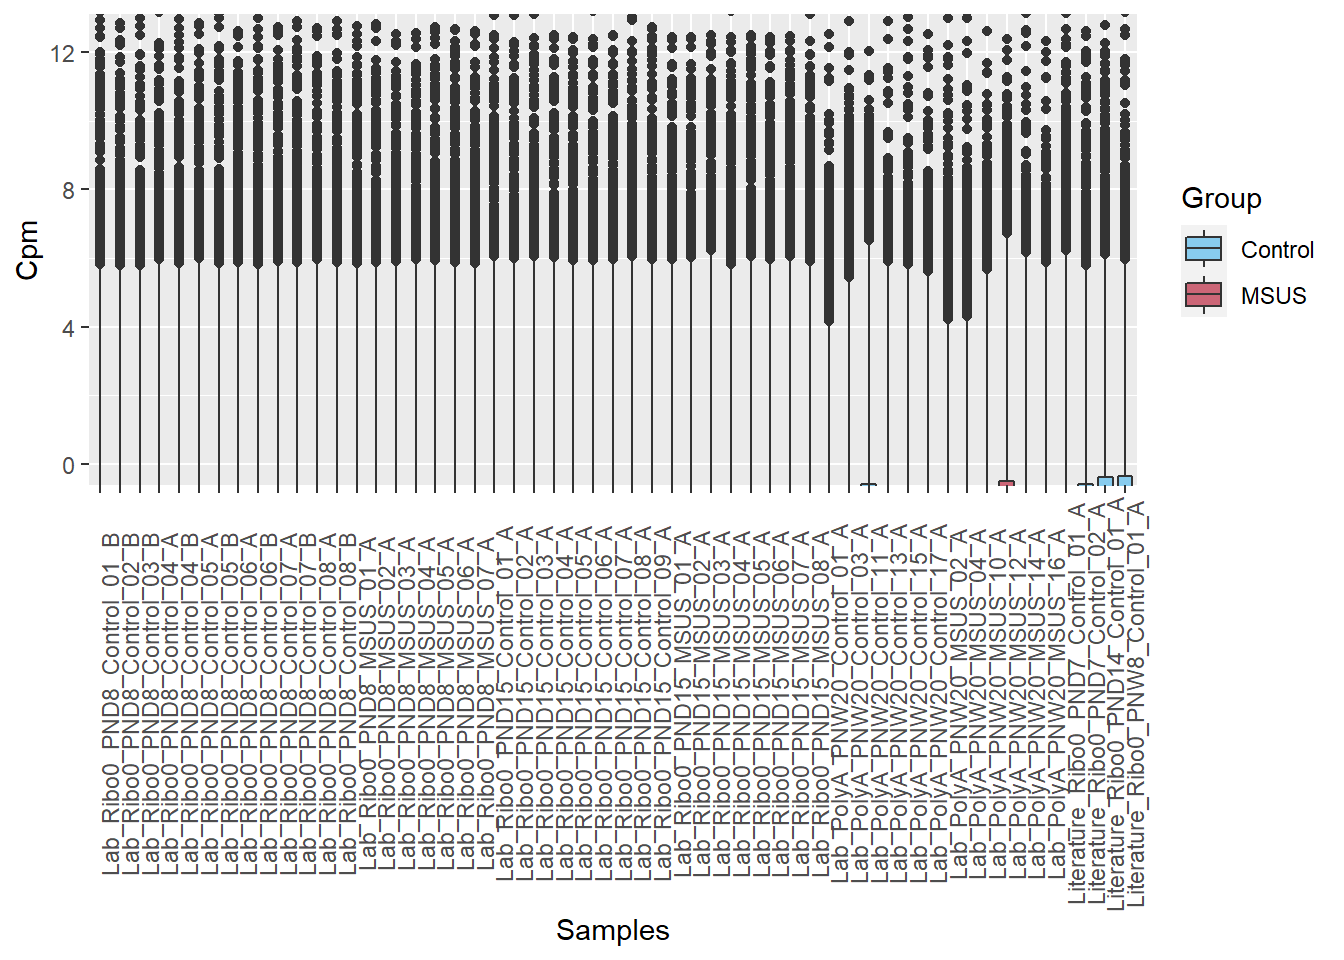 12
8
4
0
Cpm
Lab_Ribo0_PND8_Control_01_B
Lab_Ribo0_PND8_Control_02_B
Lab_Ribo0_PND8_Control_03_B
Lab_Ribo0_PND8_Control_04_A
Lab_Ribo0_PND8_Control_04_B
Lab_Ribo0_PND8_Control_05_A
Lab_Ribo0_PND8_Control_05_B
Lab_Ribo0_PND8_Control_06_A
Lab_Ribo0_PND8_Control_06_B
Lab_Ribo0_PND8_Control_07_A
Lab_Ribo0_PND8_Control_07_B
Lab_Ribo0_PND8_Control_08_A
Lab_Ribo0_PND8_Control_08_B
Lab_Ribo0_PND8_MSUS_01_A
Lab_Ribo0_PND8_MSUS_02_A
Lab_Ribo0_PND8_MSUS_03_A
Lab_Ribo0_PND8_MSUS_04_A
Lab_Ribo0_PND8_MSUS_05_A
Lab_Ribo0_PND8_MSUS_06_A
Lab_Ribo0_PND8_MSUS_07_A
Lab_Ribo0_PND15_Control_01_A
Lab_Ribo0_PND15_Control_02_A
Lab_Ribo0_PND15_Control_03_A
Lab_Ribo0_PND15_Control_04_A
Lab_Ribo0_PND15_Control_05_A
Lab_Ribo0_PND15_Control_06_A
Lab_Ribo0_PND15_Control_07_A
Lab_Ribo0_PND15_Control_08_A
Lab_Ribo0_PND15_Control_09_A
Lab_Ribo0_PND15_MSUS_01_A
Lab_Ribo0_PND15_MSUS_02_A
Lab_Ribo0_PND15_MSUS_03_A
Lab_Ribo0_PND15_MSUS_04_A
Lab_Ribo0_PND15_MSUS_05_A
Lab_Ribo0_PND15_MSUS_06_A
Lab_Ribo0_PND15_MSUS_07_A
Lab_Ribo0_PND15_MSUS_08_A
Lab_PolyA_PNW20_Control_01_A
Lab_PolyA_PNW20_Control_03_A
Lab_PolyA_PNW20_Control_11_A
Lab_PolyA_PNW20_Control_13_A
Lab_PolyA_PNW20_Control_15_A
Lab_PolyA_PNW20_Control_17_A
Lab_PolyA_PNW20_MSUS_02_A
Lab_PolyA_PNW20_MSUS_04_A
Lab_PolyA_PNW20_MSUS_10_A
Lab_PolyA_PNW20_MSUS_12_A
Lab_PolyA_PNW20_MSUS_14_A
Lab_PolyA_PNW20_MSUS_16_A
Literature_Ribo0_PND7_Control_01_A
Literature_Ribo0_PND7_Control_02_A
Literature_Ribo0_PND14_Control_01_A
Literature_Ribo0_PNW8_Control_01_A
Samples
Group
Control
MSUS